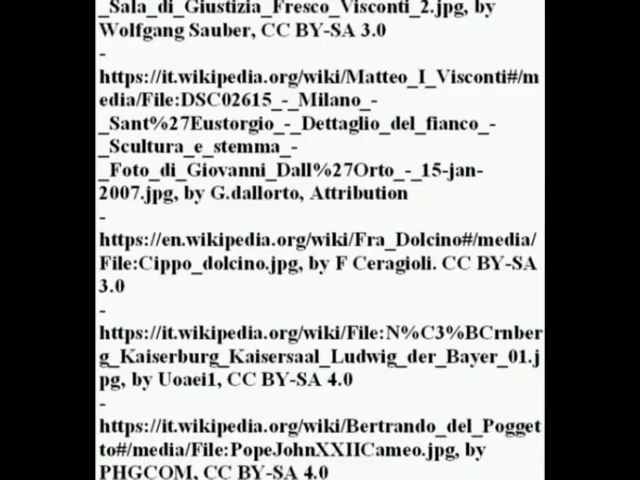 _Sala_di_Giustizia_Fresco_Visconti_2.jpg, by
Wolfgang Sauber, CC BY-SA 3.0
-
https://it.wikipedia.org/wiki/Matteo_I_Visconti#/m
edia/File:DSC02615_-_Milano_-
_Sant%27Eustorgio_-_Dettaglio_del_fianco_-
_Scultura_e_stemma_-
_Foto_di_Giovanni_Dall%27Orto_-_15-jan-
2007.jpg, by G.dallorto, Attribution
-
https://en.wikipedia.org/wiki/Fra_Dolcino#/media/
File:Cippo_dolcino.jpg, by F Ceragioli. CC BY-SA
3.0
-
https://it.wikipedia.org/wiki/File:N%C3%BCrnber
g_Kaiserburg_Kaisersaal_Ludwig_der_Bayer_01.j
pg, by Uoaei1, CC BY-SA 4.0
-
https://it.wikipedia.org/wiki/Bertrando_del_Pogget
to#/media/File:PopeJohnXXIICameo.jpg, by
PHGCOM, CC BY-SA 4.0